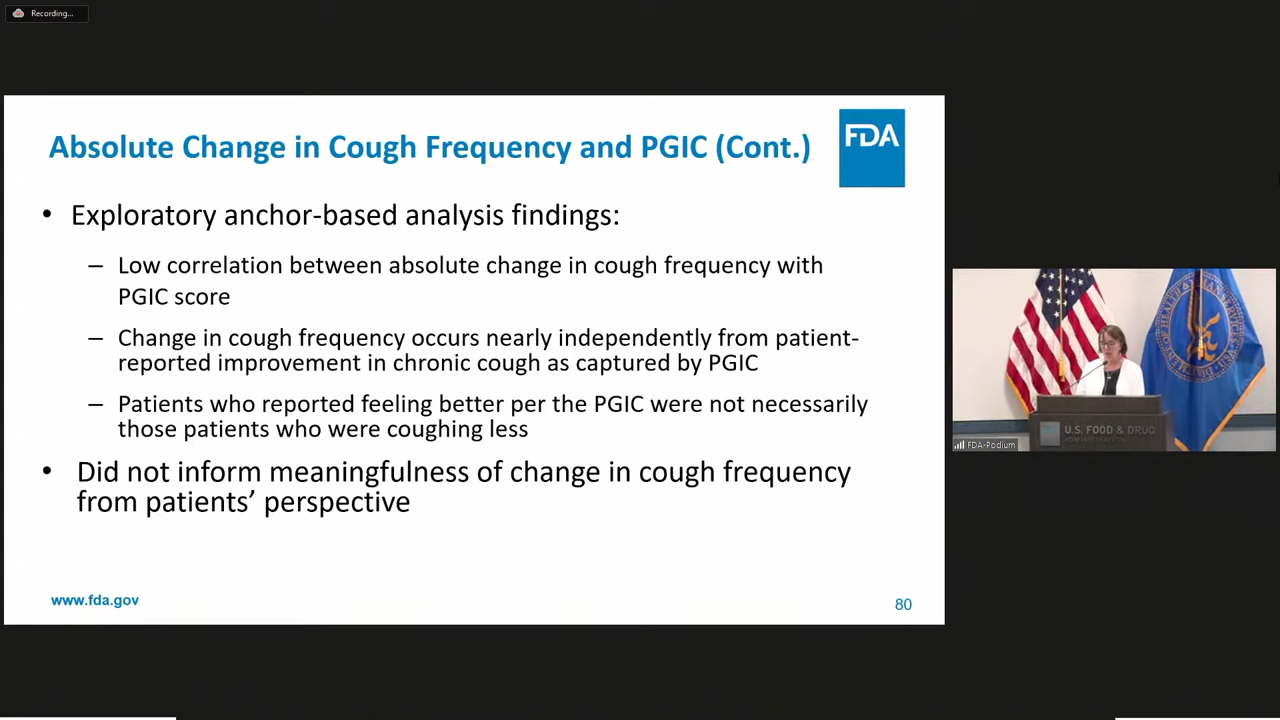 Recording...
Absolute Change in Cough Frequency and PGIC (Cont.)
FDA
• Exploratory anchor-based analysis findings:
– Low correlation between absolute change in cough frequency with
PGIC score
– Change in cough frequency occurs nearly independently from patient-
reported improvement in chronic cough as captured by PGIC
– Patients who reported feeling better per the PGIC were not necessarily
those patients who were coughing less
• Did not inform meaningfulness of change in cough frequency
from patients’ perspective
www.fda.gov
80
U.S. FOOD & DRUG
ADMINISTRATION
FDA-Podium